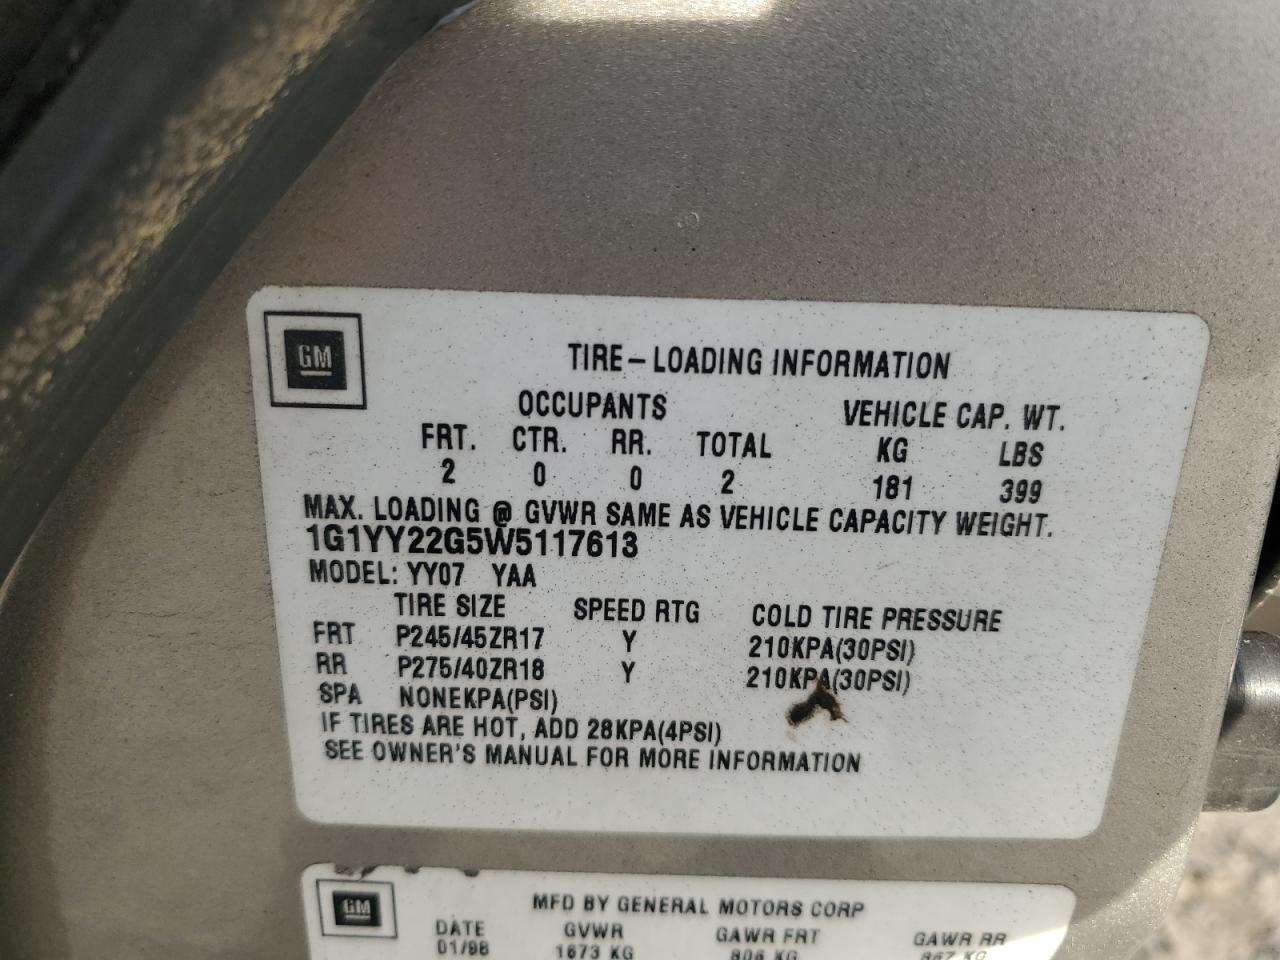 GM
TIRE-LOADING INFORMATION
OCCUPANTS VEHICLE CAP. WT.
FRT. CTR. RR. TOTAL KG LBS
2 0 0 2 181 399
MAX. LOADING @ GVWR SAME AS VEHICLE CAPACITY WEIGHT.
1G1YY22G5W5117613
MODEL: YY07 YAA
TIRE SIZE SPEED RTG COLD TIRE PRESSURE
FRT P245/45ZR17 Y 210KPA(30PSI)
RR P275/40ZR18 Y 210KPA(30PSI)
SPA NONEKPA(PSI)
IF TIRES ARE HOT, ADD 28KPA(4PSI)
SEE OWNER'S MANUAL FOR MORE INFORMATION
GM
MFD BY GENERAL MOTORS CORP
DATE GVWR GAWR FRT GAWR RR
01/98 1673 KG KG KG